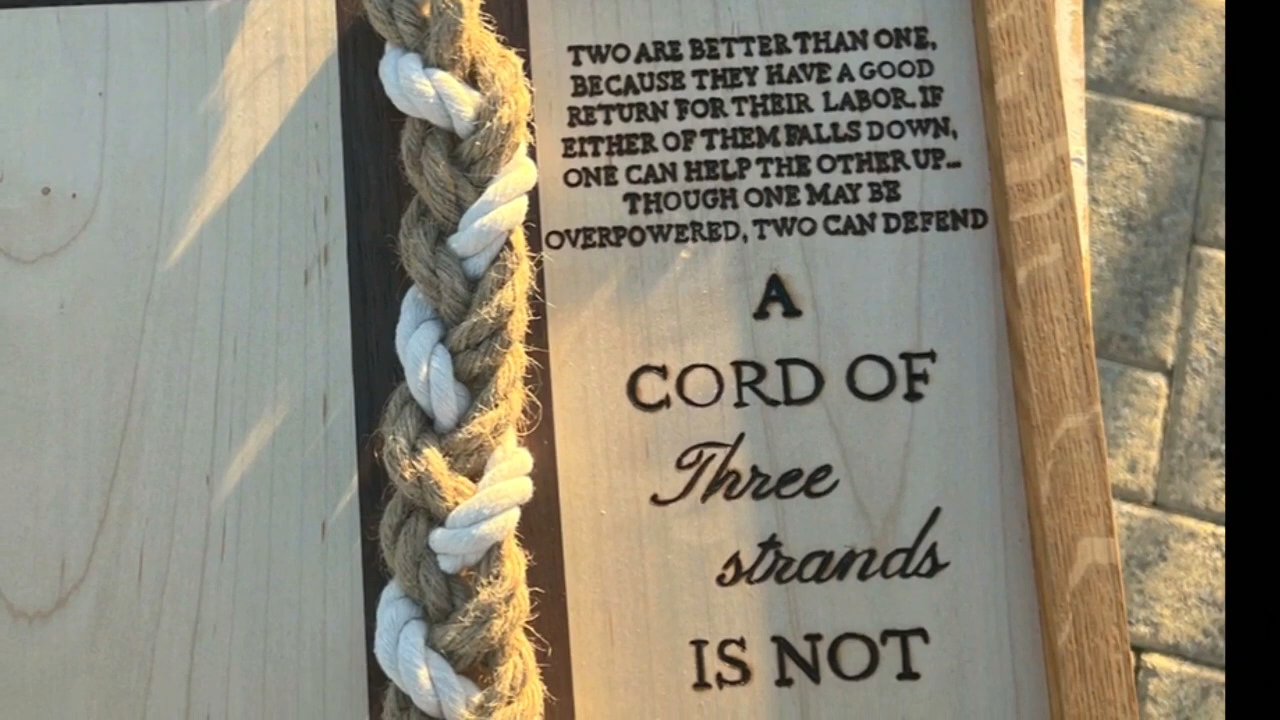 TWO ARE BETTER THAN ONE,
BECAUSE THEY HAVE A GOOD
RETURN FOR THEIR LABOR. IF
EITHER OF THEM FALLS DOWN,
ONE CAN HELP THE OTHER UP...
THOUGH ONE MAY BE
OVERPOWERED, TWO CAN DEFEND
A
CORD OF
Three
strands
IS NOT